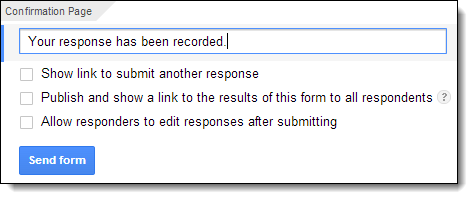 Confirmation Page
Your response has been recorded.
Show link to submit another response
Publish and show a link to the results of this form to all respondents ?
Allow responders to edit responses after submitting
Send form